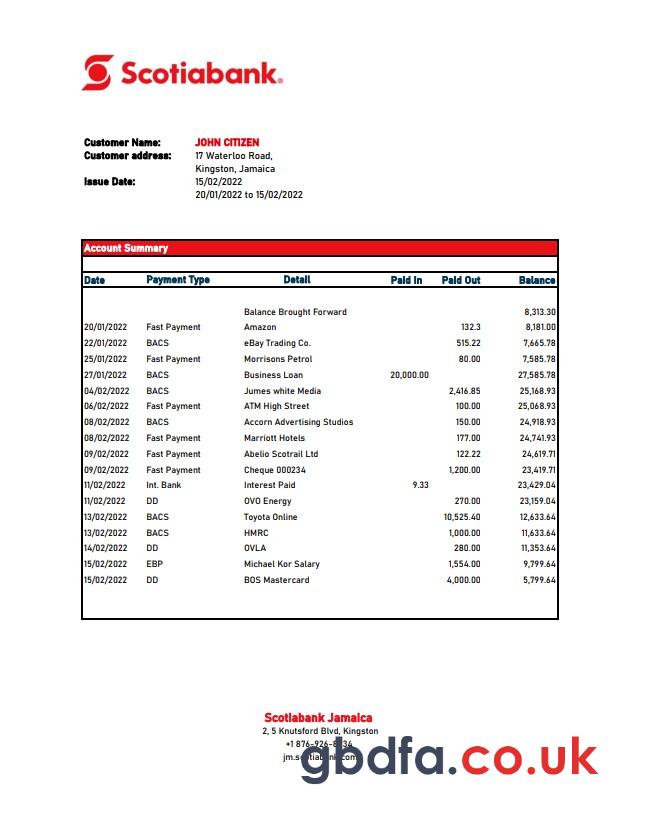 Scotiabank
Customer Name: JOHN CITIZEN
Customer address: 17 Waterloo Road,
Kingston, Jamaica
Issue Date: 15/02/2022
20/01/2022 to 15/02/2022
Account Summary
Date Payment Type Detail Paid In Paid Out Balance
Balance Brought Forward 8,313.30
20/01/2022 Fast Payment Amazon 132.3 8,181.00
22/01/2022 BACS eBay Trading Co. 515.22 7,665.78
25/01/2022 Fast Payment Morrisons Petrol 80.00 7,585.78
27/01/2022 BACS Business Loan 20,000.00 27,585.78
04/02/2022 BACS Jumes white Media 2,416.85 25,168.93
06/02/2022 Fast Payment ATM High Street 100.00 25,068.93
08/02/2022 BACS Accorn Advertising Studios 150.00 24,918.93
08/02/2022 Fast Payment Marriott Hotels 177.00 24,741.93
09/02/2022 Fast Payment Abelio Scotrail Ltd 122.22 24,619.71
09/02/2022 Fast Payment Cheque 000234 1,200.00 23,419.71
11/02/2022 Int. Bank Interest Paid 9.33 23,429.04
11/02/2022 DD OVO Energy 270.00 23,159.04
13/02/2022 BACS Toyota Online 10,525.40 12,633.64
13/02/2022 BACS HMRC 1,000.00 11,633.64
14/02/2022 DD OVLA 280.00 11,353.64
15/02/2022 EBP Michael Kor Salary 1,554.00 9,799.64
15/02/2022 DD BOS Mastercard 4,000.00 5,799.64
Scotiabank Jamaica
2, 5 Knutsford Blvd, Kingston
+1
gbdfa.co.uk